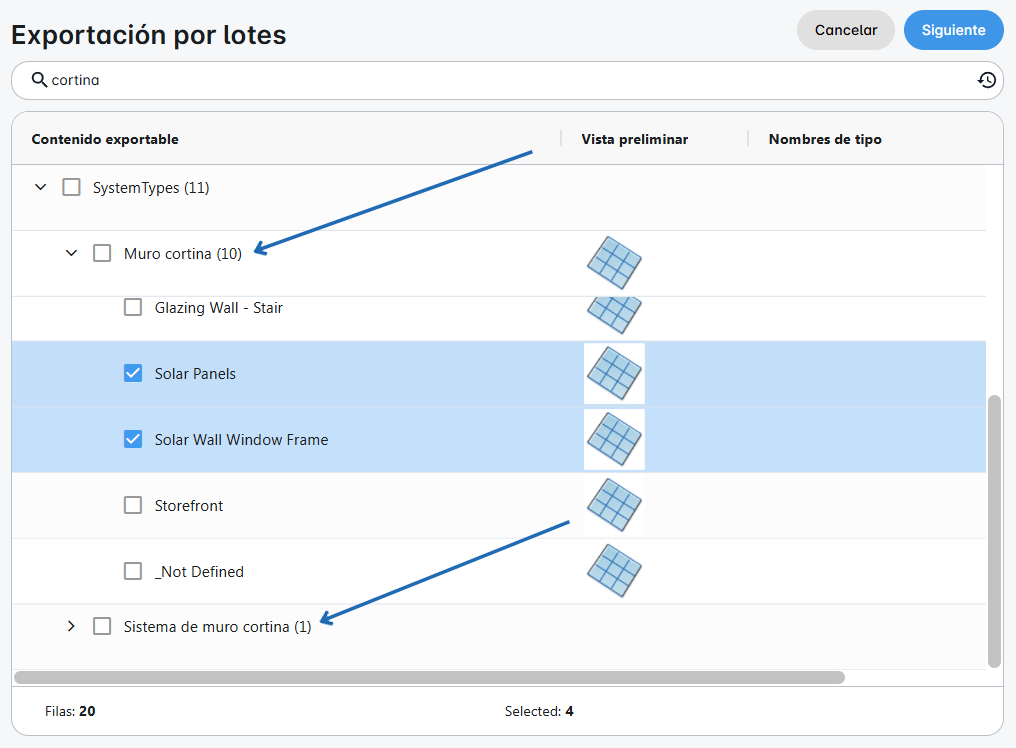 Exportación por lotes
Cancelar
Siguiente
cortina
Contenido exportable
Vista preliminar
Nombres de tipo
SystemTypes (11)
Muro cortina (10)
Glazing Wall - Stair
Solar Panels
Solar Wall Window Frame
Storefront
_Not Defined
Sistema de muro cortina (1)
Filas: 20
Selected: 4